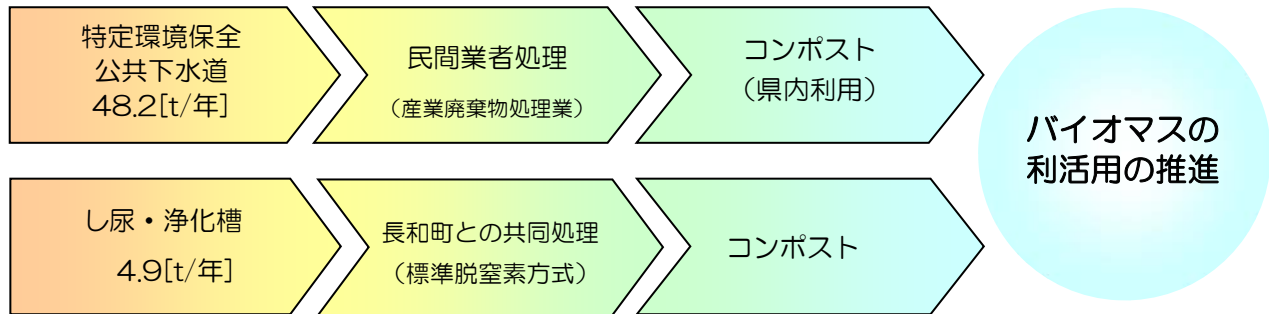 特定環境保全
公共下水道
48.2[t/年]
民間業者処理
（産業廃棄物処理業）
コンポスト
（県内利用）
し尿・浄化槽
4.9[t/年]
長和町との共同処理
（標準脱窒素方式）
コンポスト
バイオマスの
利活用の推進